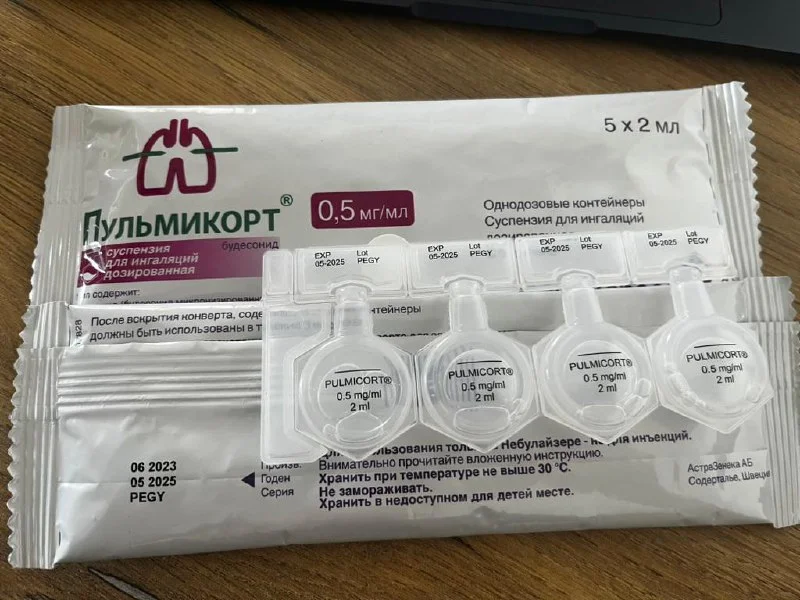 5 x 2 мл
Пульмикорт®
0,5 мг/мл
будесонид
суспензия
для ингаляций
дозированная
Однодозовые контейнеры
Суспензия для ингаляций
содержит:
После вскрытия конверта, контейнеры
должны быть использованы в
EXP Lot
05-2025 PEGY
EXP Lot
05-2025 PEGY
EXP Lot
05-2025 PEGY
EXP Lot
05-2025 PEGY
PULMICORT®
0.5 mg/ml
2 ml
PULMICORT®
0.5 mg/ml
2 ml
PULMICORT®
0.5 mg/ml
2 ml
PULMICORT®
0.5 mg/ml
2 ml
06 2023
05 2025
PEGY
Произв.
Годен
Серия
Небулайзере - не для инъекций.
Внимательно прочитайте вложенную инструкцию.
Хранить при температуре не выше 30 °C.
Не замораживать.
Хранить в недоступном для детей месте.
АстраЗенека АБ
Содерталье, Швеция